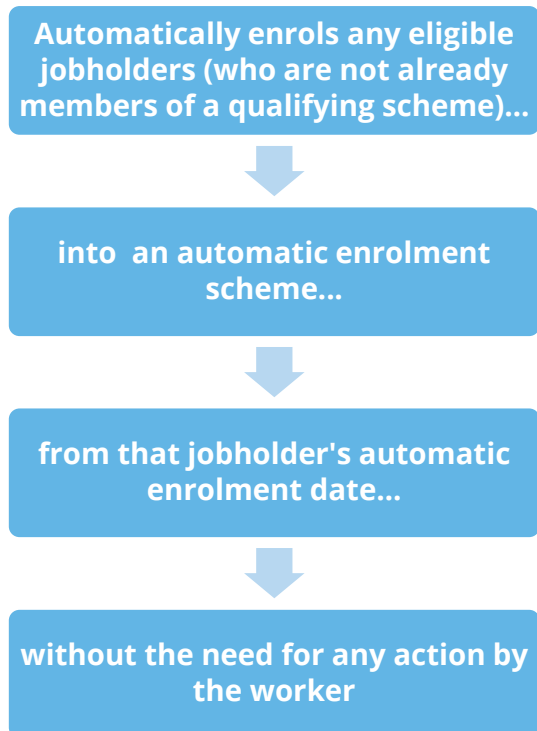 Automatically enrols any eligible
jobholders (who are not already
members of a qualifying scheme)...
into  an automatic enrolment
scheme...
from that jobholder's automatic
enrolment date...
without the need for any action by
the worker